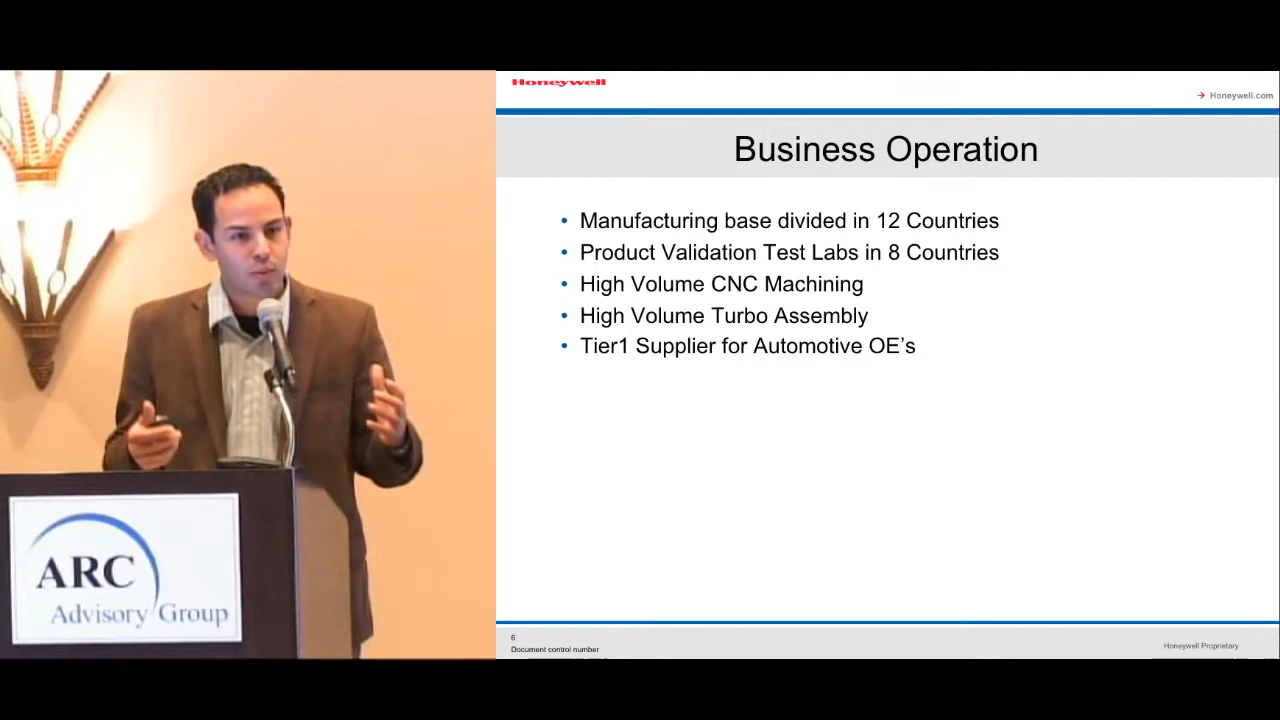 Honeywell
→ Honeywell.com
Business Operation
• Manufacturing base divided in 12 Countries
• Product Validation Test Labs in 8 Countries
• High Volume CNC Machining
• High Volume Turbo Assembly
• Tier1 Supplier for Automotive OE’s
ARC
Advisory Group
6
Document control number
Honeywell Proprietary